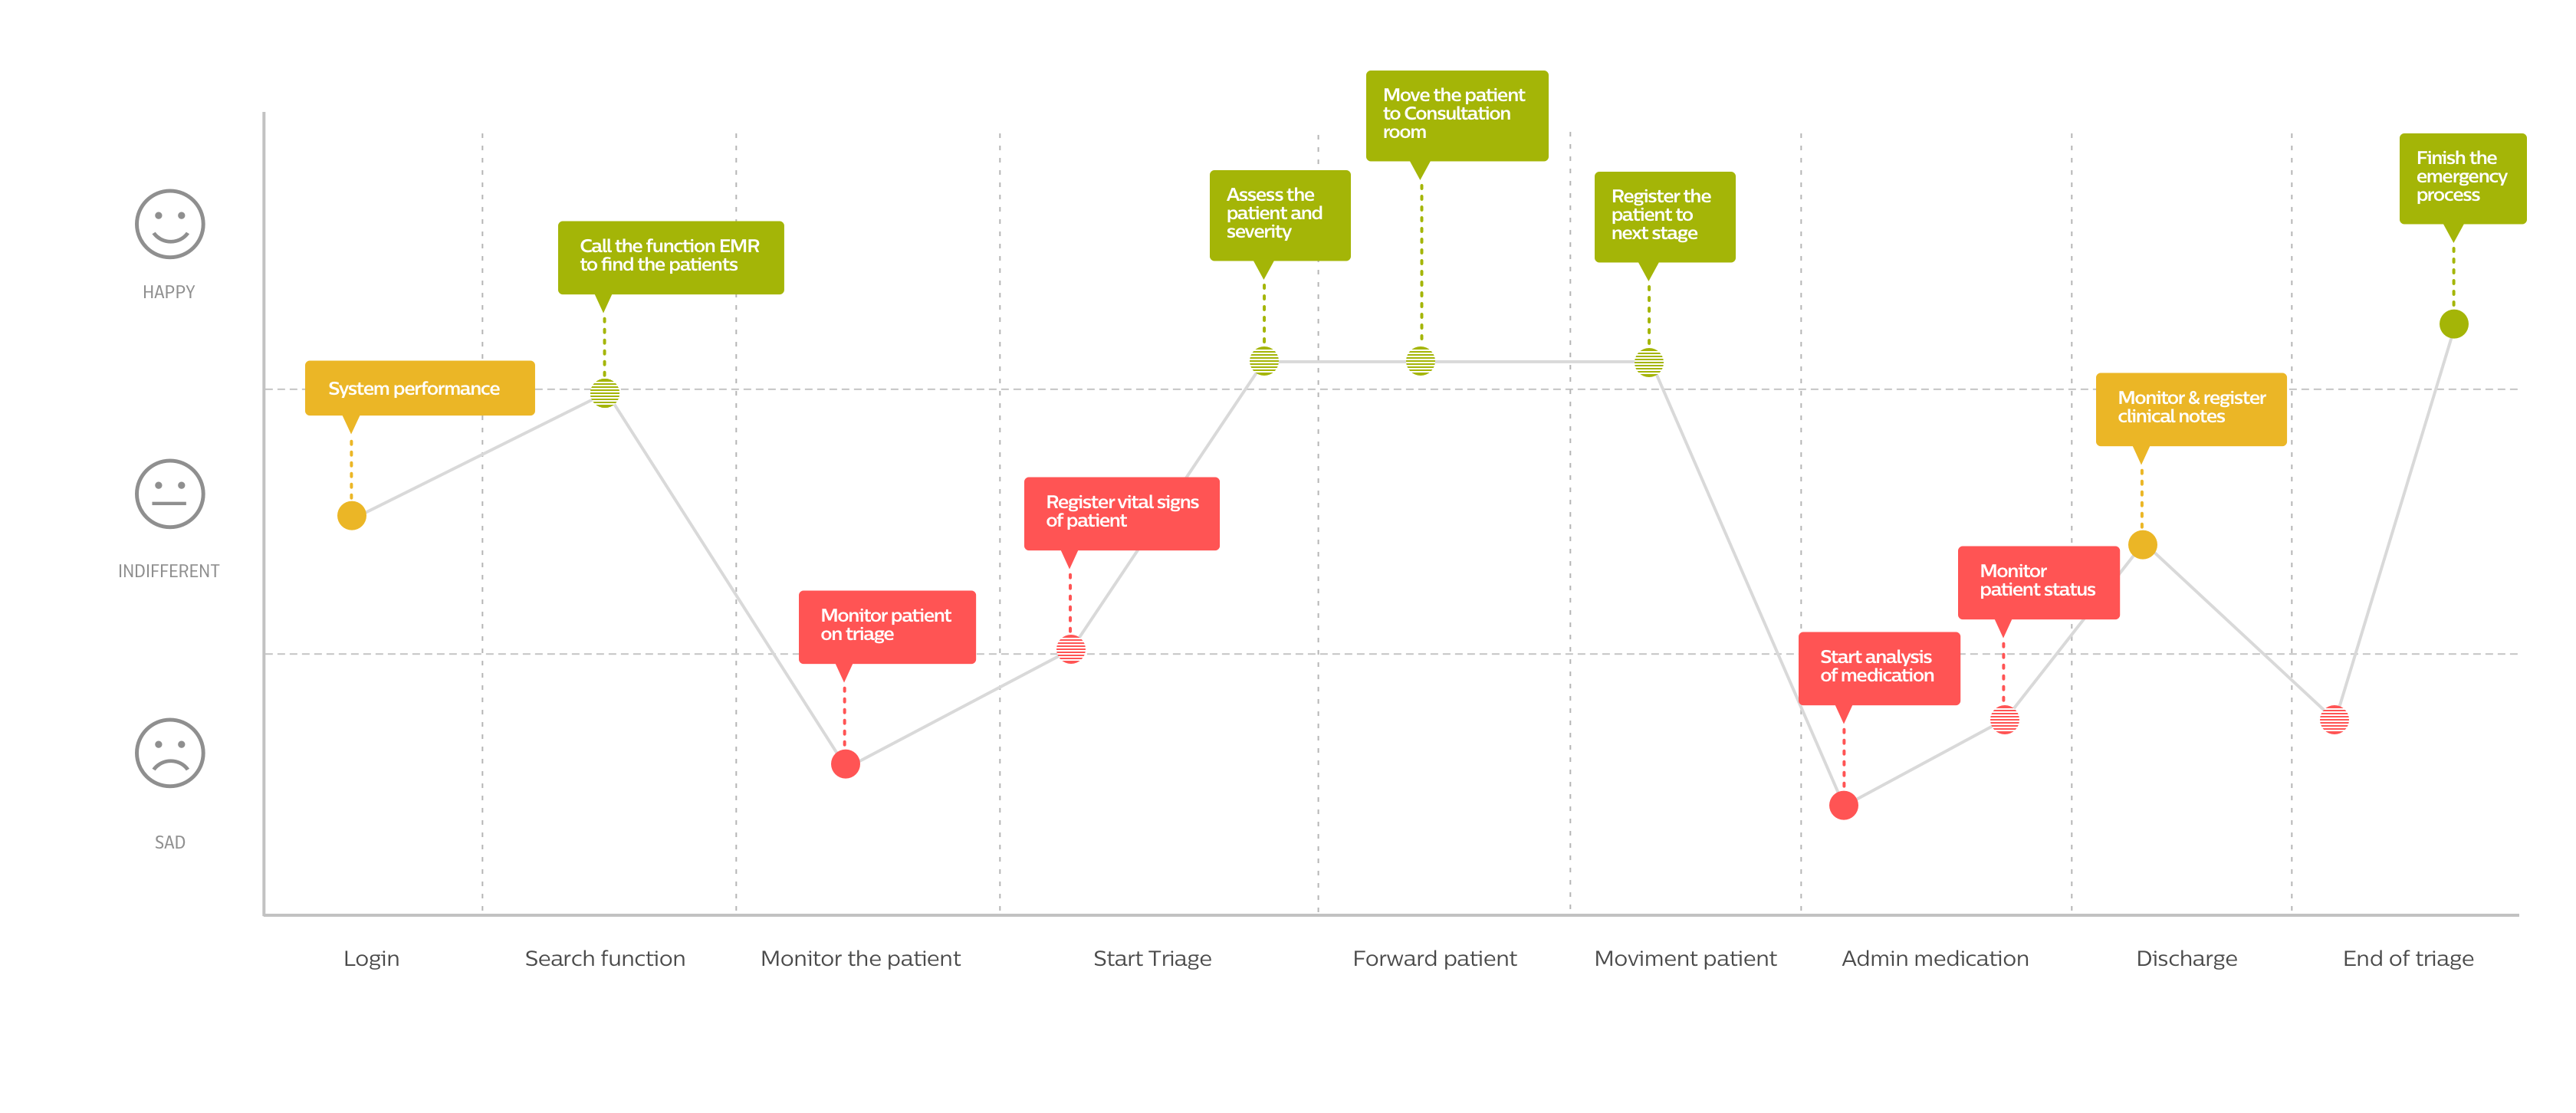 Move the patient
to Consultation
room
Finish the
emergency
process
Assess the
patient and
severity
Register the
patient to
next stage
Call the function EMR
to find the patients
HAPPY
System performance
Monitor & register
clinical notes
Register vital signs
of patient
INDIFFERENT
Monitor
patient status
Monitor patient
on triage
Start analysis
of medication
SAD
Login
Search function
Monitor the patient
Start Triage
Forward patient
Moviment patient
Admin medication
Discharge
End of triage